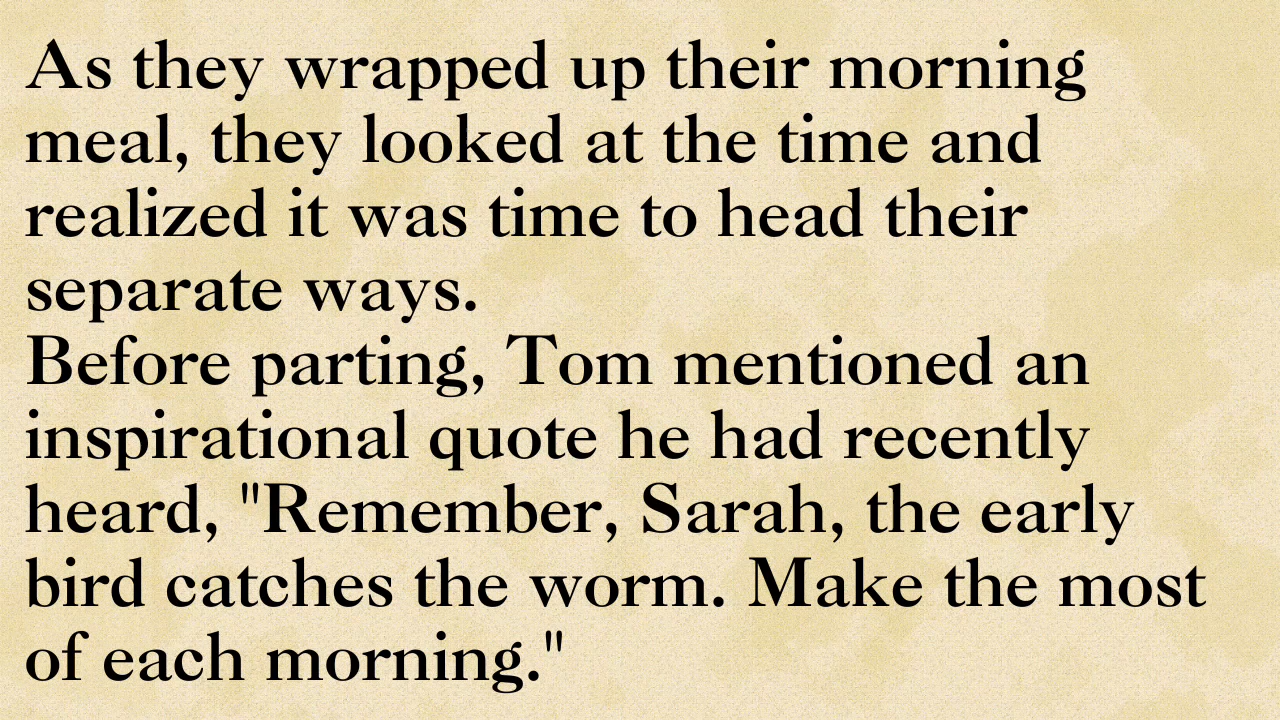 As they wrapped up their morning
meal, they looked at the time and
realized it was time to head their
separate ways.
Before parting, Tom mentioned an
inspirational quote he had recently
heard, "Remember, Sarah, the early
bird catches the worm. Make the most
of each morning."